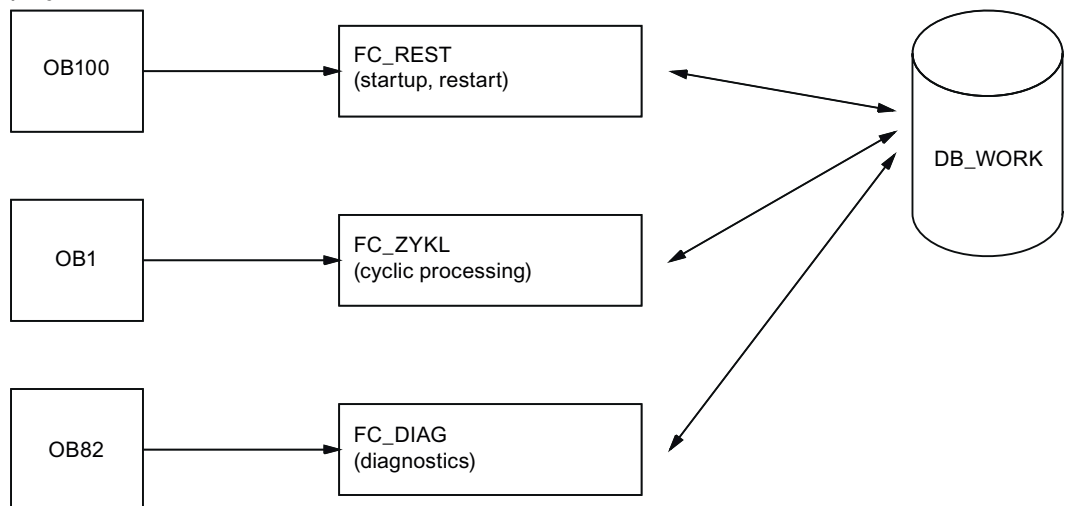 OB100
FC_REST
(startup, restart)
DB_WORK
OB1
FC_ZYKL
(cyclic processing)
OB82
FC_DIAG
(diagnostics)